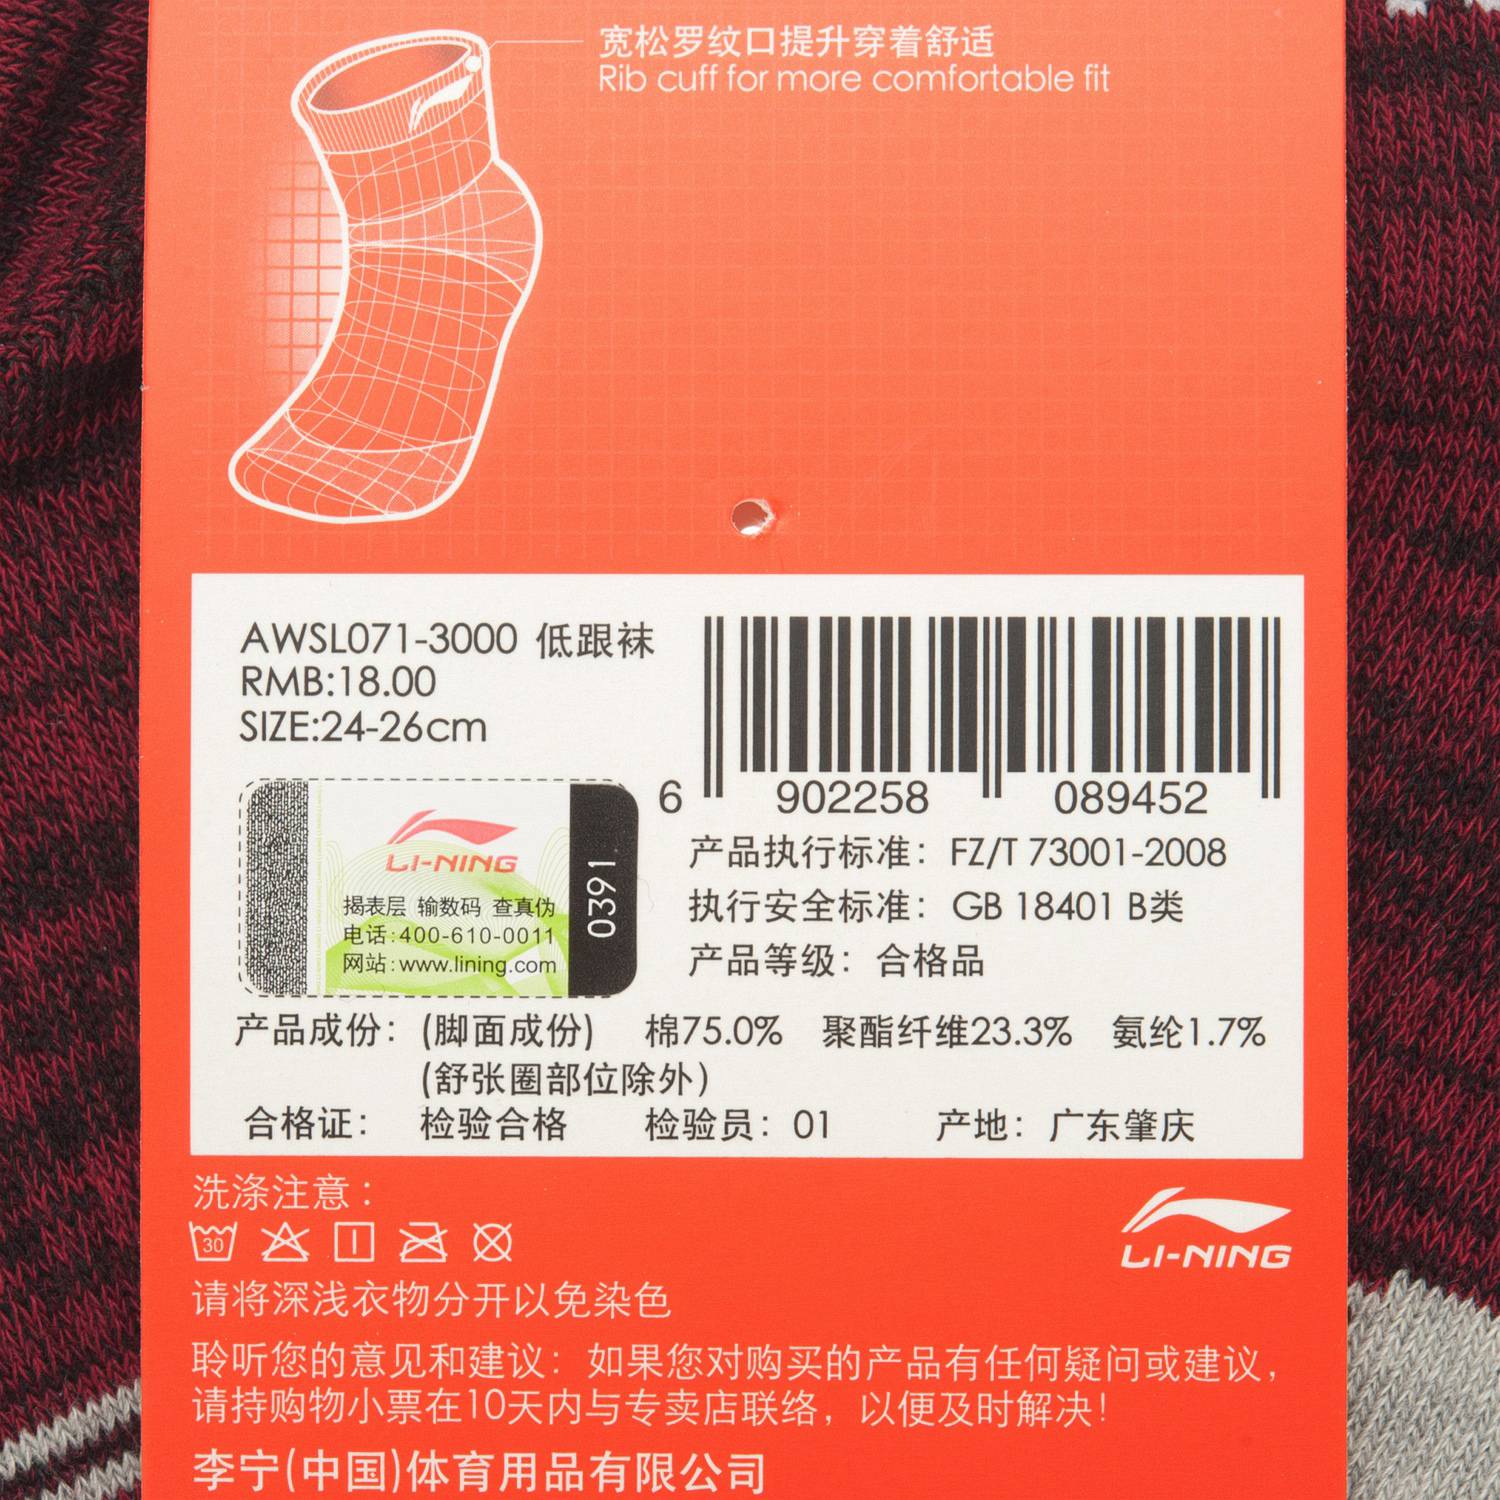 宽松罗纹口提升穿着舒适
Rib cuff for more comfortable fit
AWSL071-3000 低跟袜
RMB:18.00
SIZE:24-26cm
6 902258 089452
LI-NING
揭表层 输数码 查真伪
电话:400-610-0011
网站:www.lining.com
0391
产品执行标准：FZ/T 73001-2008
执行安全标准：GB 18401 B类
产品等级：合格品
产品成份：(脚面成份) 棉75.0% 聚酯纤维23.3% 氨纶1.7%
(舒张圈部位除外)
合格证： 检验合格 检验员：01 产地：广东肇庆
洗涤注意：
30
LI-NING
请将深浅衣物分开以免染色
聆听您的意见和建议：如果您对购买的产品有任何疑问或建议，
请持购物小票在10天内与专卖店联络，以便及时解决！
李宁(中国)体育用品有限公司